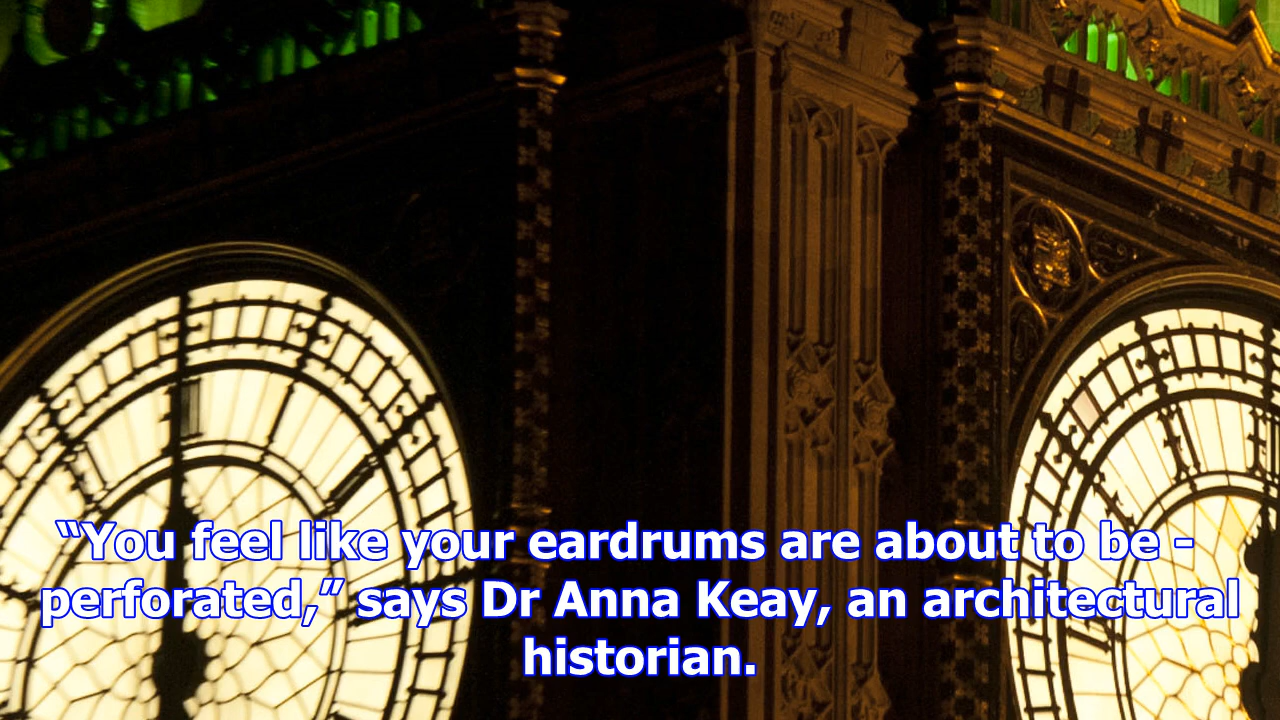 “You feel like your eardrums are about to be -
perforated,” says Dr Anna Keay, an architectural
historian.